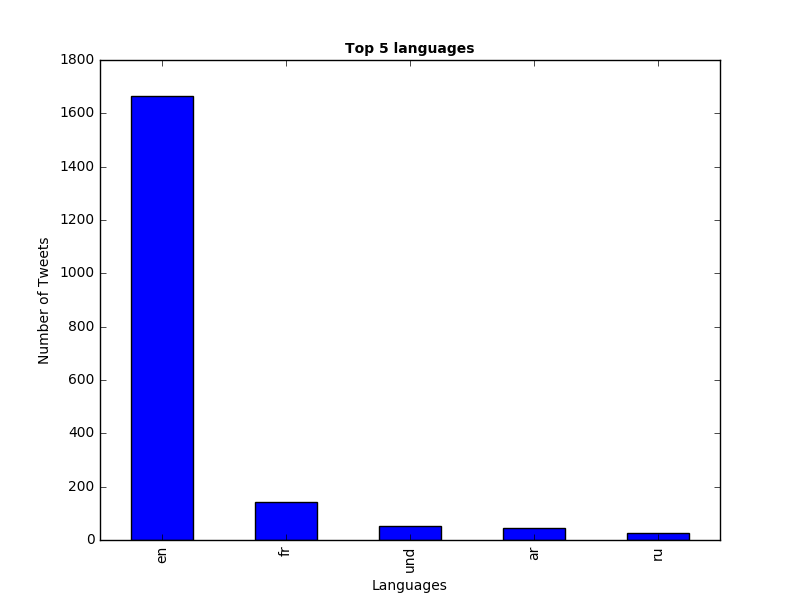 Top 5 languages
1800
1600
1400
1200
1000
800
600
400
200
0
Number of Tweets
en
fr
und
ar
ru
Languages